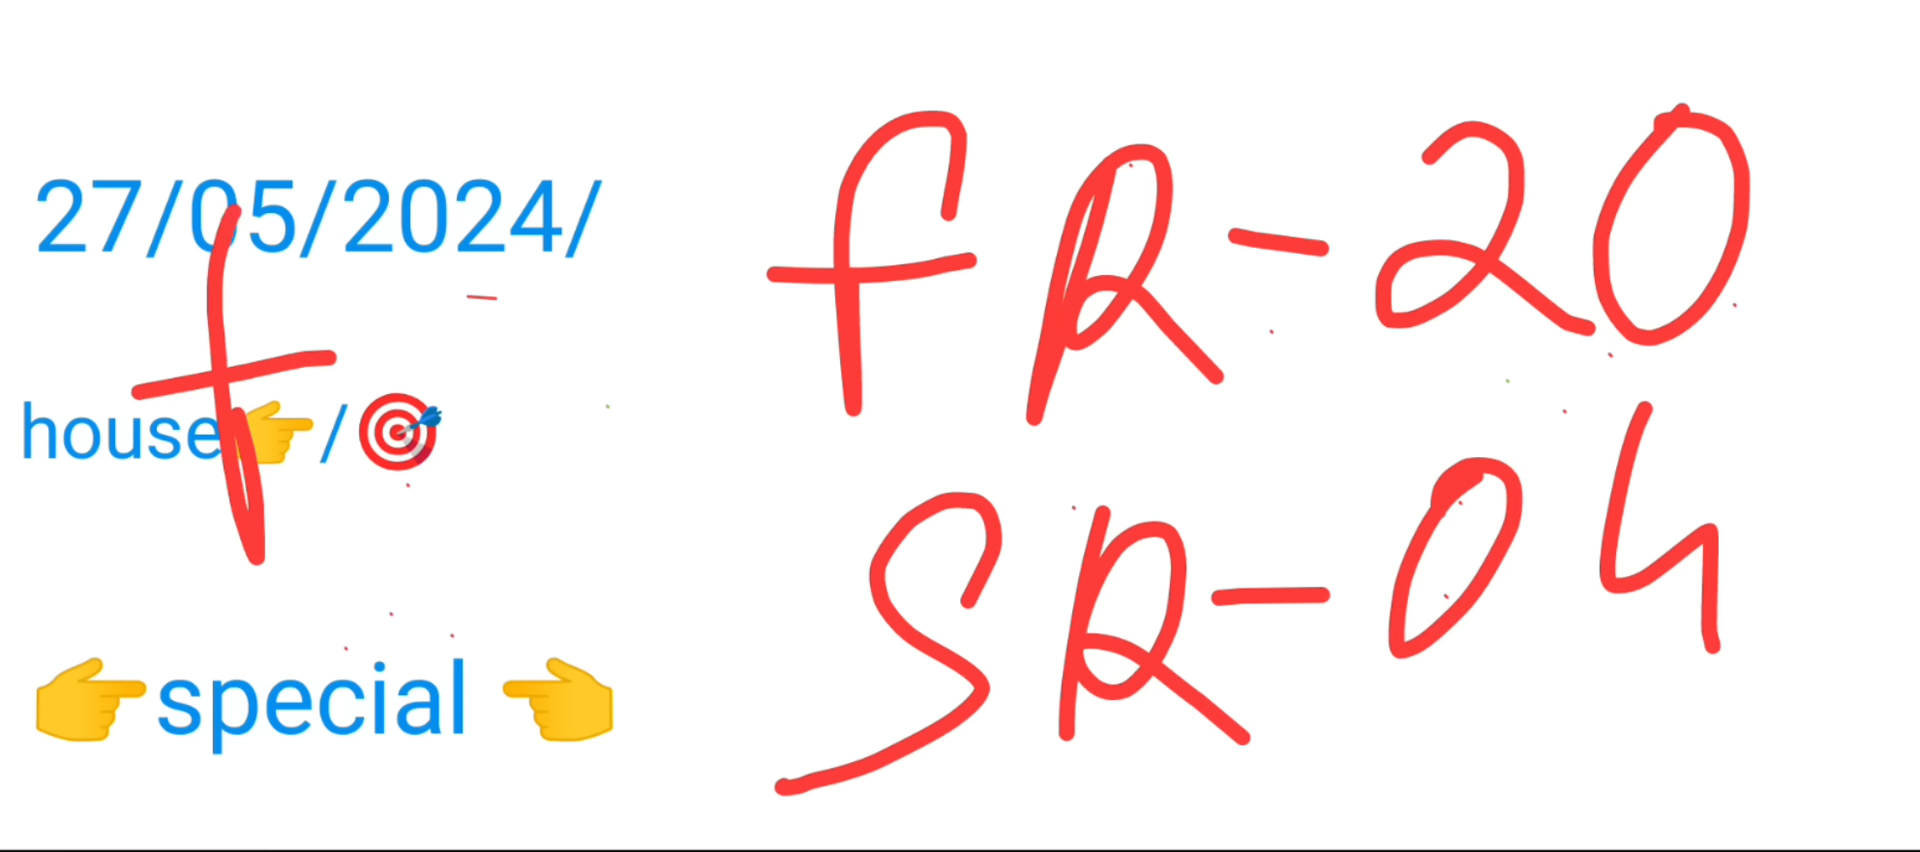 27/05/2024/
house👉/🎯
👉special 👈
f
fR-20
SR-04